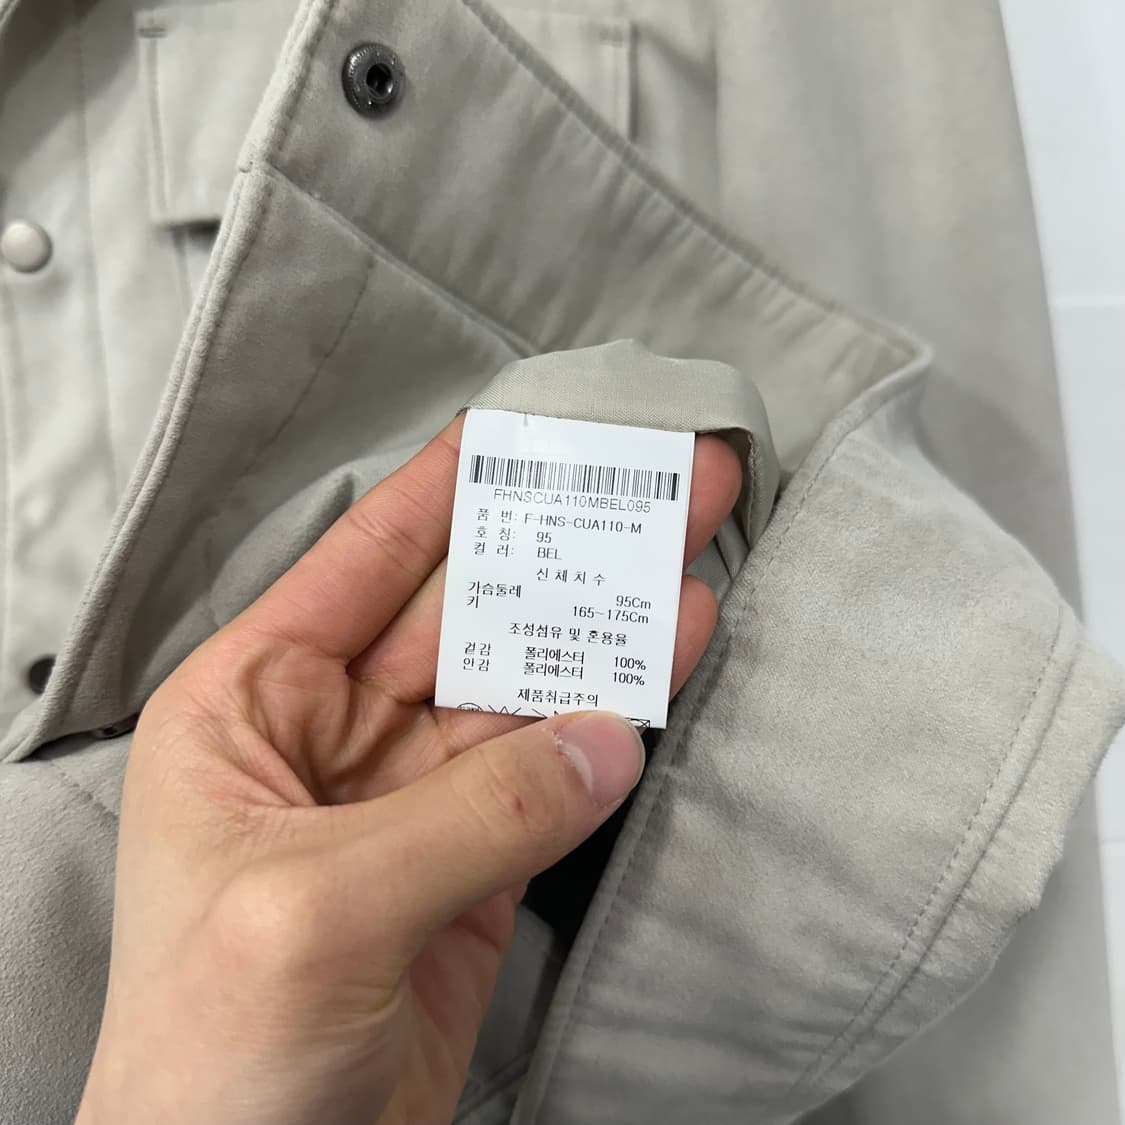 FHNSCUA110MBEL095
품 번: F-HNS-CUA110-M
호 칭: 95
컬 러: BEL
신 체 치 수
가슴둘레 95Cm
키 165~175Cm
조성섬유 및 혼용율
겉감 폴리에스터 100%
안감 폴리에스터 100%
제품취급주의